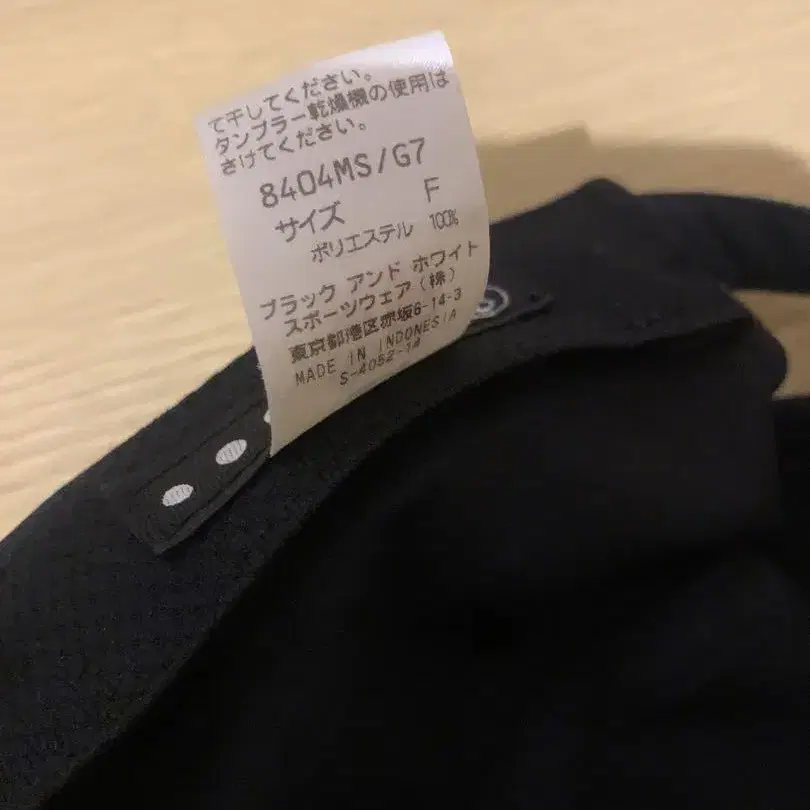 て干してください。
タンブラー乾燥機の使用は
さけてください。
8404MS/G7
サイズ F
ポリエステル 100%
ブラック アンド ホワイト
スポーツウェア(株)
東京都港区赤坂6-14-3
MADE IN INDONESIA
S-4052-14